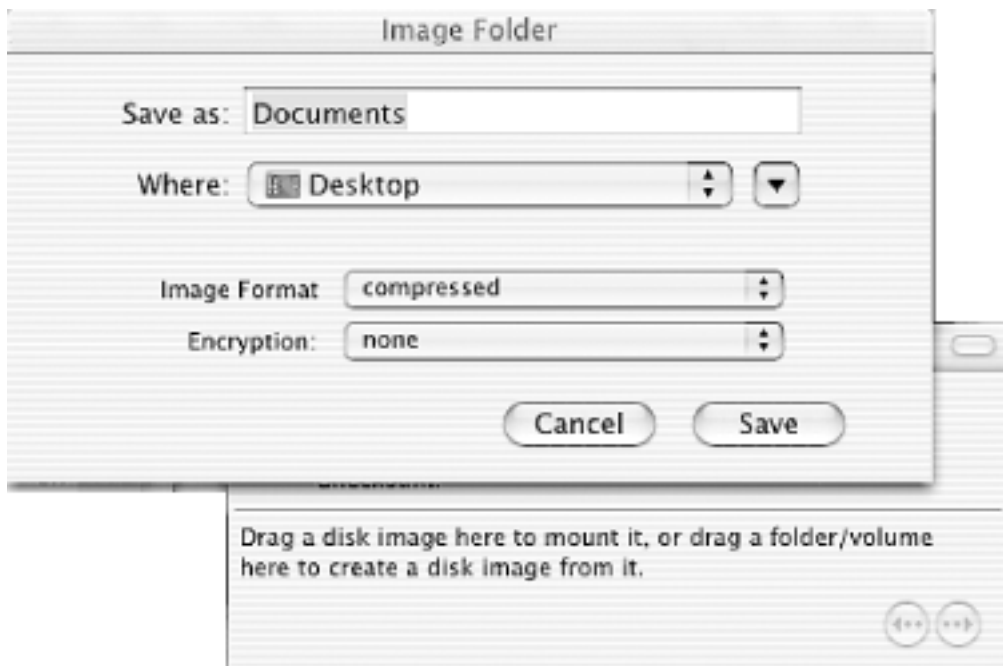 Image Folder
Save as: Documents
Where: Desktop
Image Format compressed
Encryption: none
Cancel Save
Drag a disk image here to mount it, or drag a folder/volume
here to create a disk image from it.